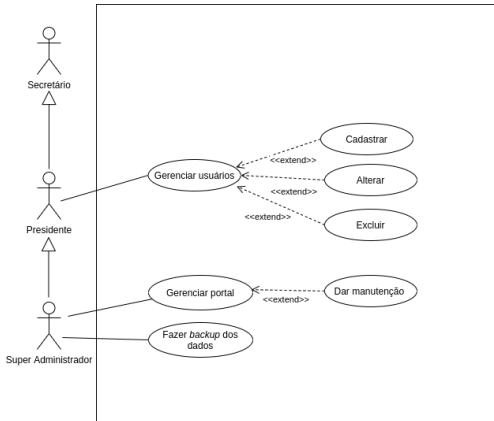 Secretário
Cadastrar
<<extend>>
Gerenciar usuários
Alterar
<<extend>>
<<extend>>
Excluir
Presidente
Gerenciar portal
Dar manutenção
<<extend>>
Fazer backup dos
dados
Super Administrador